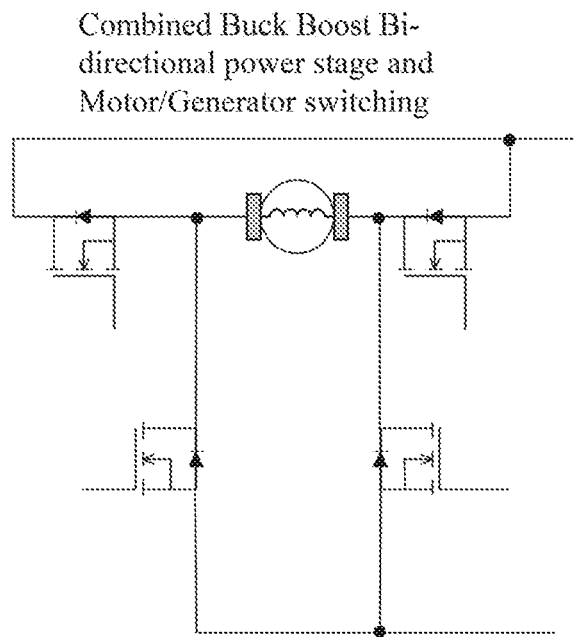 Combined Buck Boost Bi-
directional power stage and
Motor/Generator switching